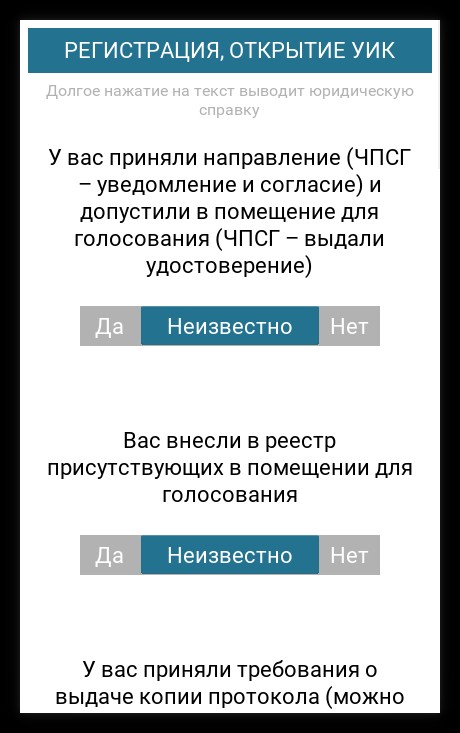 РЕГИСТРАЦИЯ, ОТКРЫТИЕ УИК
Долгое нажатие на текст выводит юридическую
справку
У вас приняли направление (ЧПСГ
– уведомление и согласие) и
допустили в помещение для
голосования (ЧПСГ – выдали
удостоверение)
Да Неизвестно Нет
Вас внесли в реестр
присутствующих в помещении для
голосования
Да Неизвестно Нет
У вас приняли требования о
выдаче копии протокола (можно